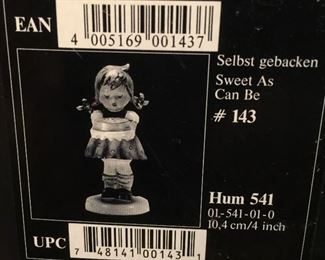 EAN
4 005169 001437
Selbst gebacken
Sweet As
Can Be
# 143
Hum 541
01,-541-01-0
10,4 cm/4 inch
UPC
7 48141 00143 1